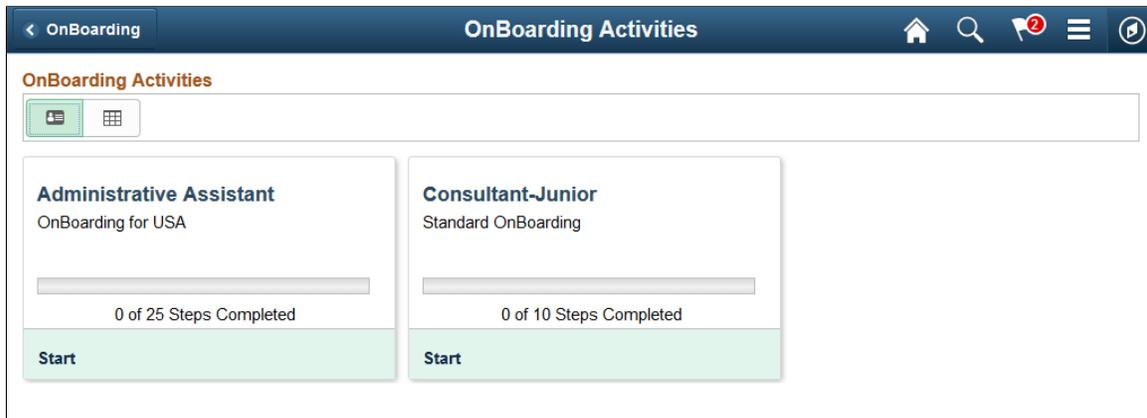 OnBoarding
OnBoarding Activities
2
OnBoarding Activities
Administrative Assistant
OnBoarding for USA
0 of 25 Steps Completed
Start
Consultant-Junior
Standard OnBoarding
0 of 10 Steps Completed
Start